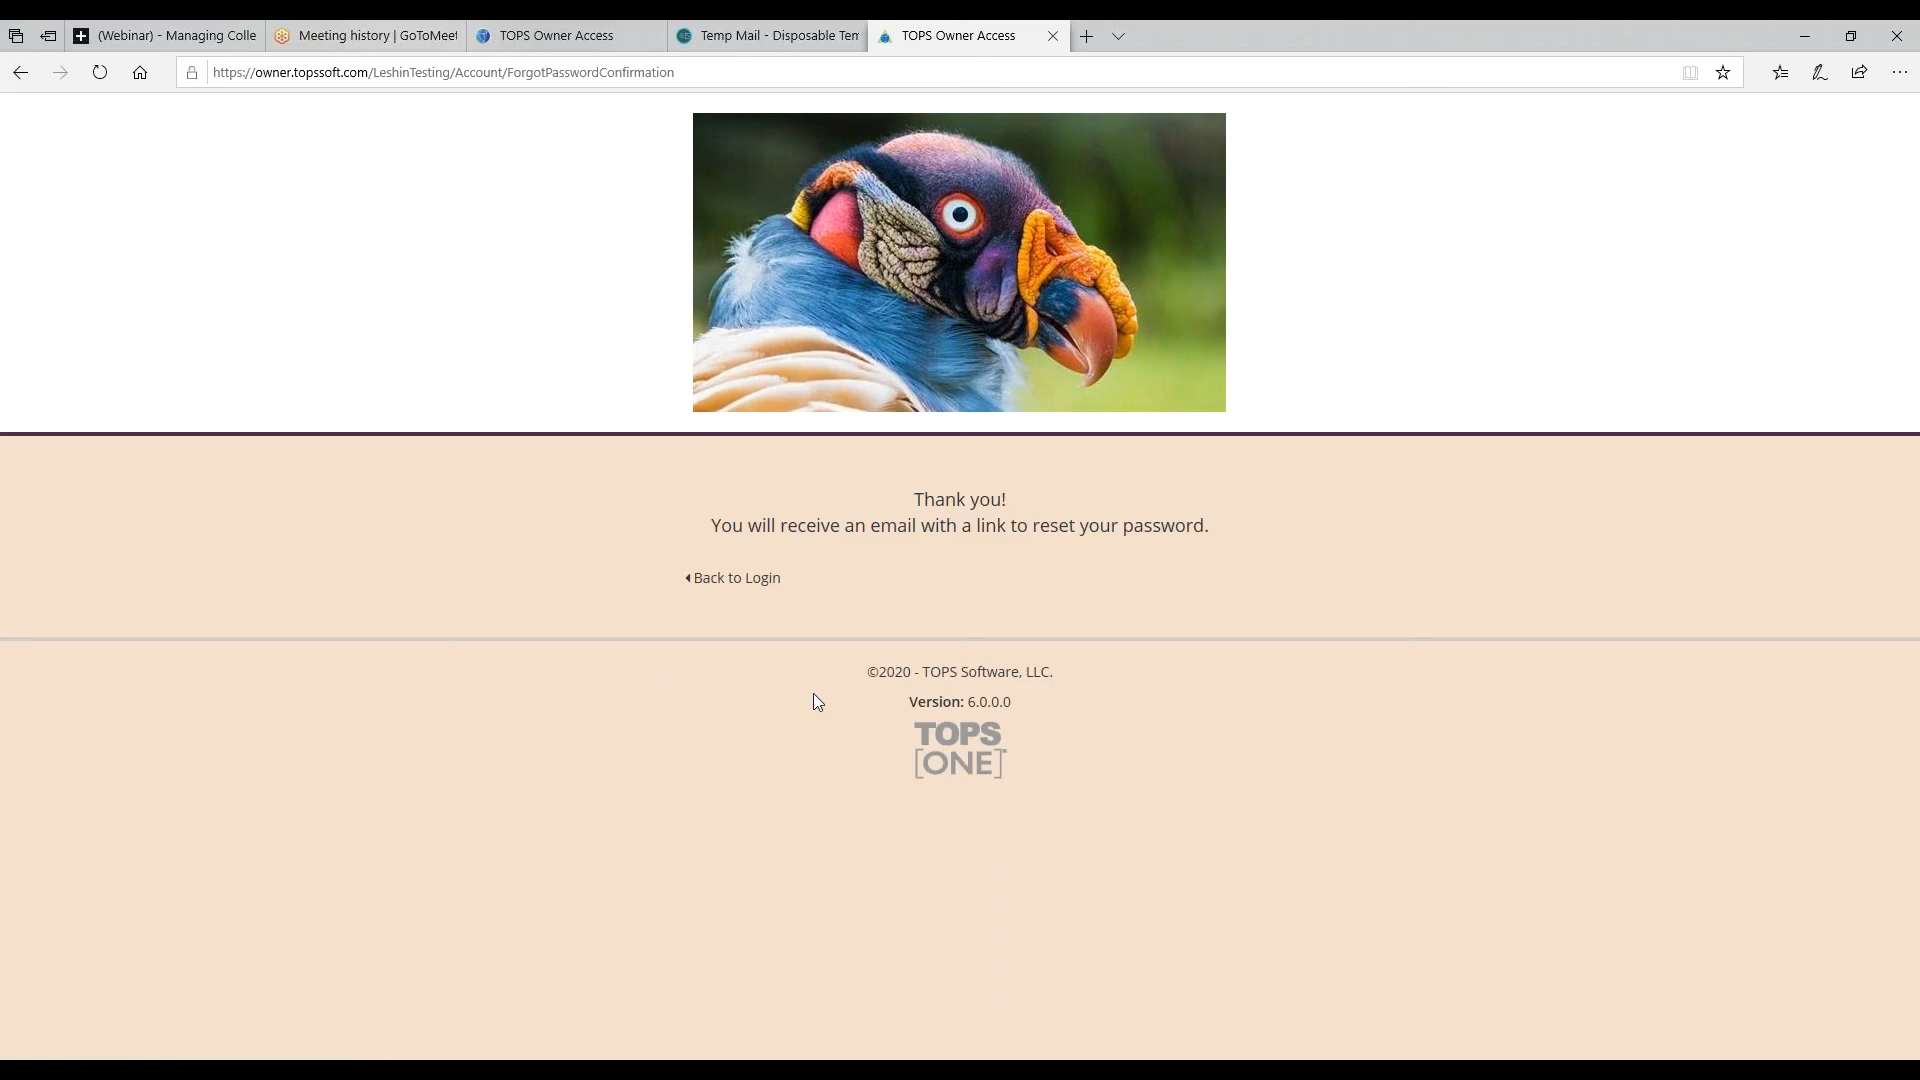 (Webinar) - Managing Colle
Meeting history | GoToMeet
TOPS Owner Access
Temp Mail - Disposable Tem
TOPS Owner Access
https://owner.topssoft.com/LeshinTesting/Account/ForgotPasswordConfirmation
Thank you!
You will receive an email with a link to reset your password.
Back to Login
©2020 - TOPS Software, LLC.
Version: 6.0.0.0
TOPS
[ONE]